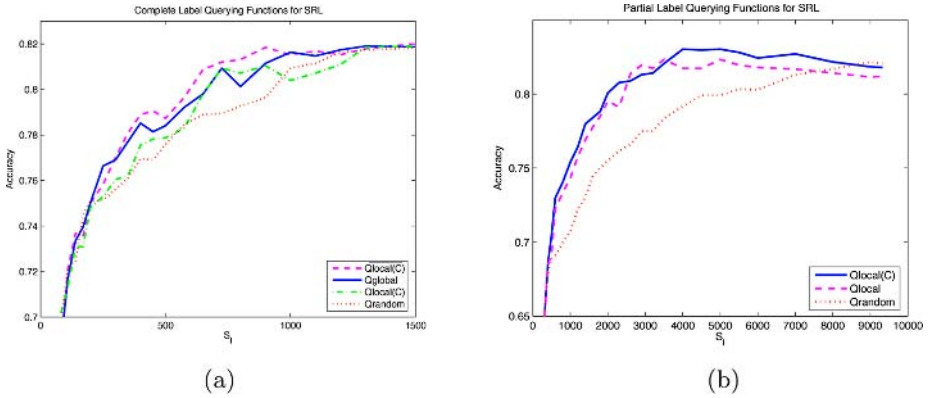 Complete Label Querying Functions for SRL
0.82
0.8
0.78
0.76
0.74
0.72
0.7
Accuracy
0
500
1000
1500
S_l
Qlocal(C)
Qglobal
Qlocal(C)
Qrandom
(a)
Partial Label Querying Functions for SRL
0.8
0.75
0.7
0.65
Accuracy
0
1000
2000
3000
4000
5000
6000
7000
8000
9000
10000
S_l
Qlocal(C)
Qlocal
Qrandom
(b)